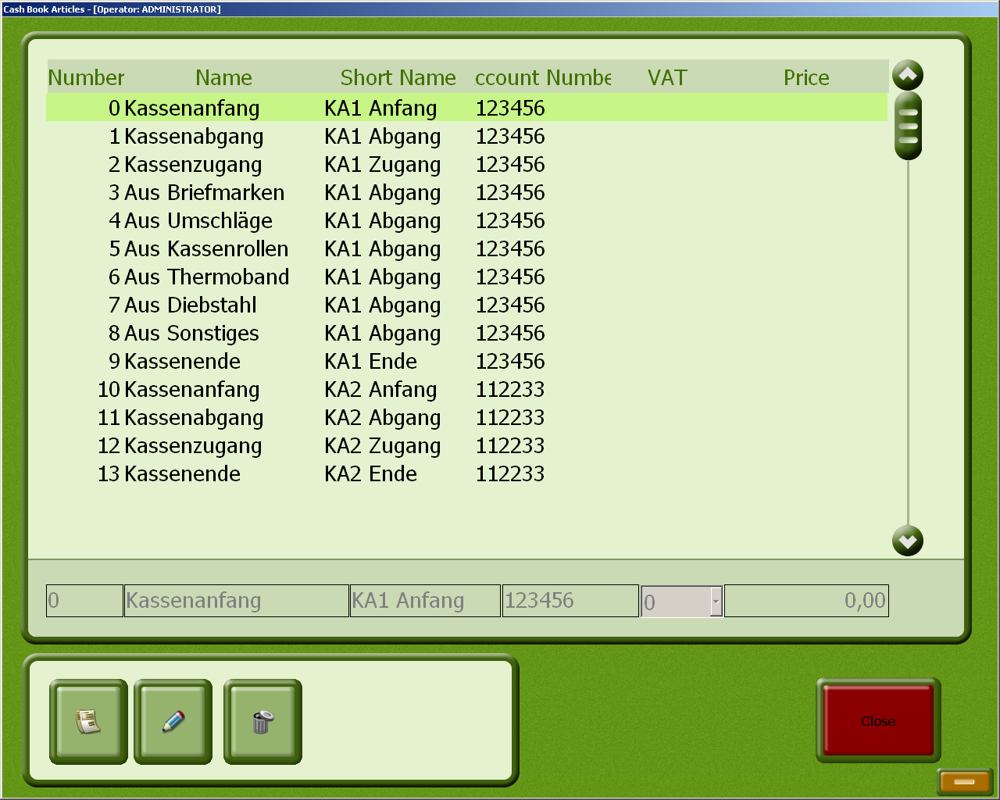 Cash Book Articles - [Operator: ADMINISTRATOR]
Number Name Short Name ccount Numbe VAT Price
0 Kassenanfang KA1 Anfang 123456
1 Kassenabgang KA1 Abgang 123456
2 Kassenzugang KA1 Zugang 123456
3 Aus Briefmarken KA1 Abgang 123456
4 Aus Umschläge KA1 Abgang 123456
5 Aus Kassenrollen KA1 Abgang 123456
6 Aus Thermoband KA1 Abgang 123456
7 Aus Diebstahl KA1 Abgang 123456
8 Aus Sonstiges KA1 Abgang 123456
9 Kassenende KA1 Ende 123456
10 Kassenanfang KA2 Anfang 112233
11 Kassenabgang KA2 Abgang 112233
12 Kassenzugang KA2 Zugang 112233
13 Kassenende KA2 Ende 112233
0 Kassenanfang KA1 Anfang 123456 0 0,00
Close